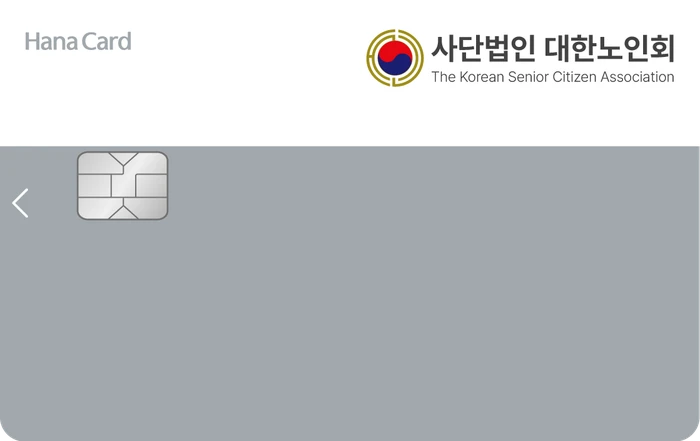 Hana Card
사단법인 대한노인회
The Korean Senior Citizen Association